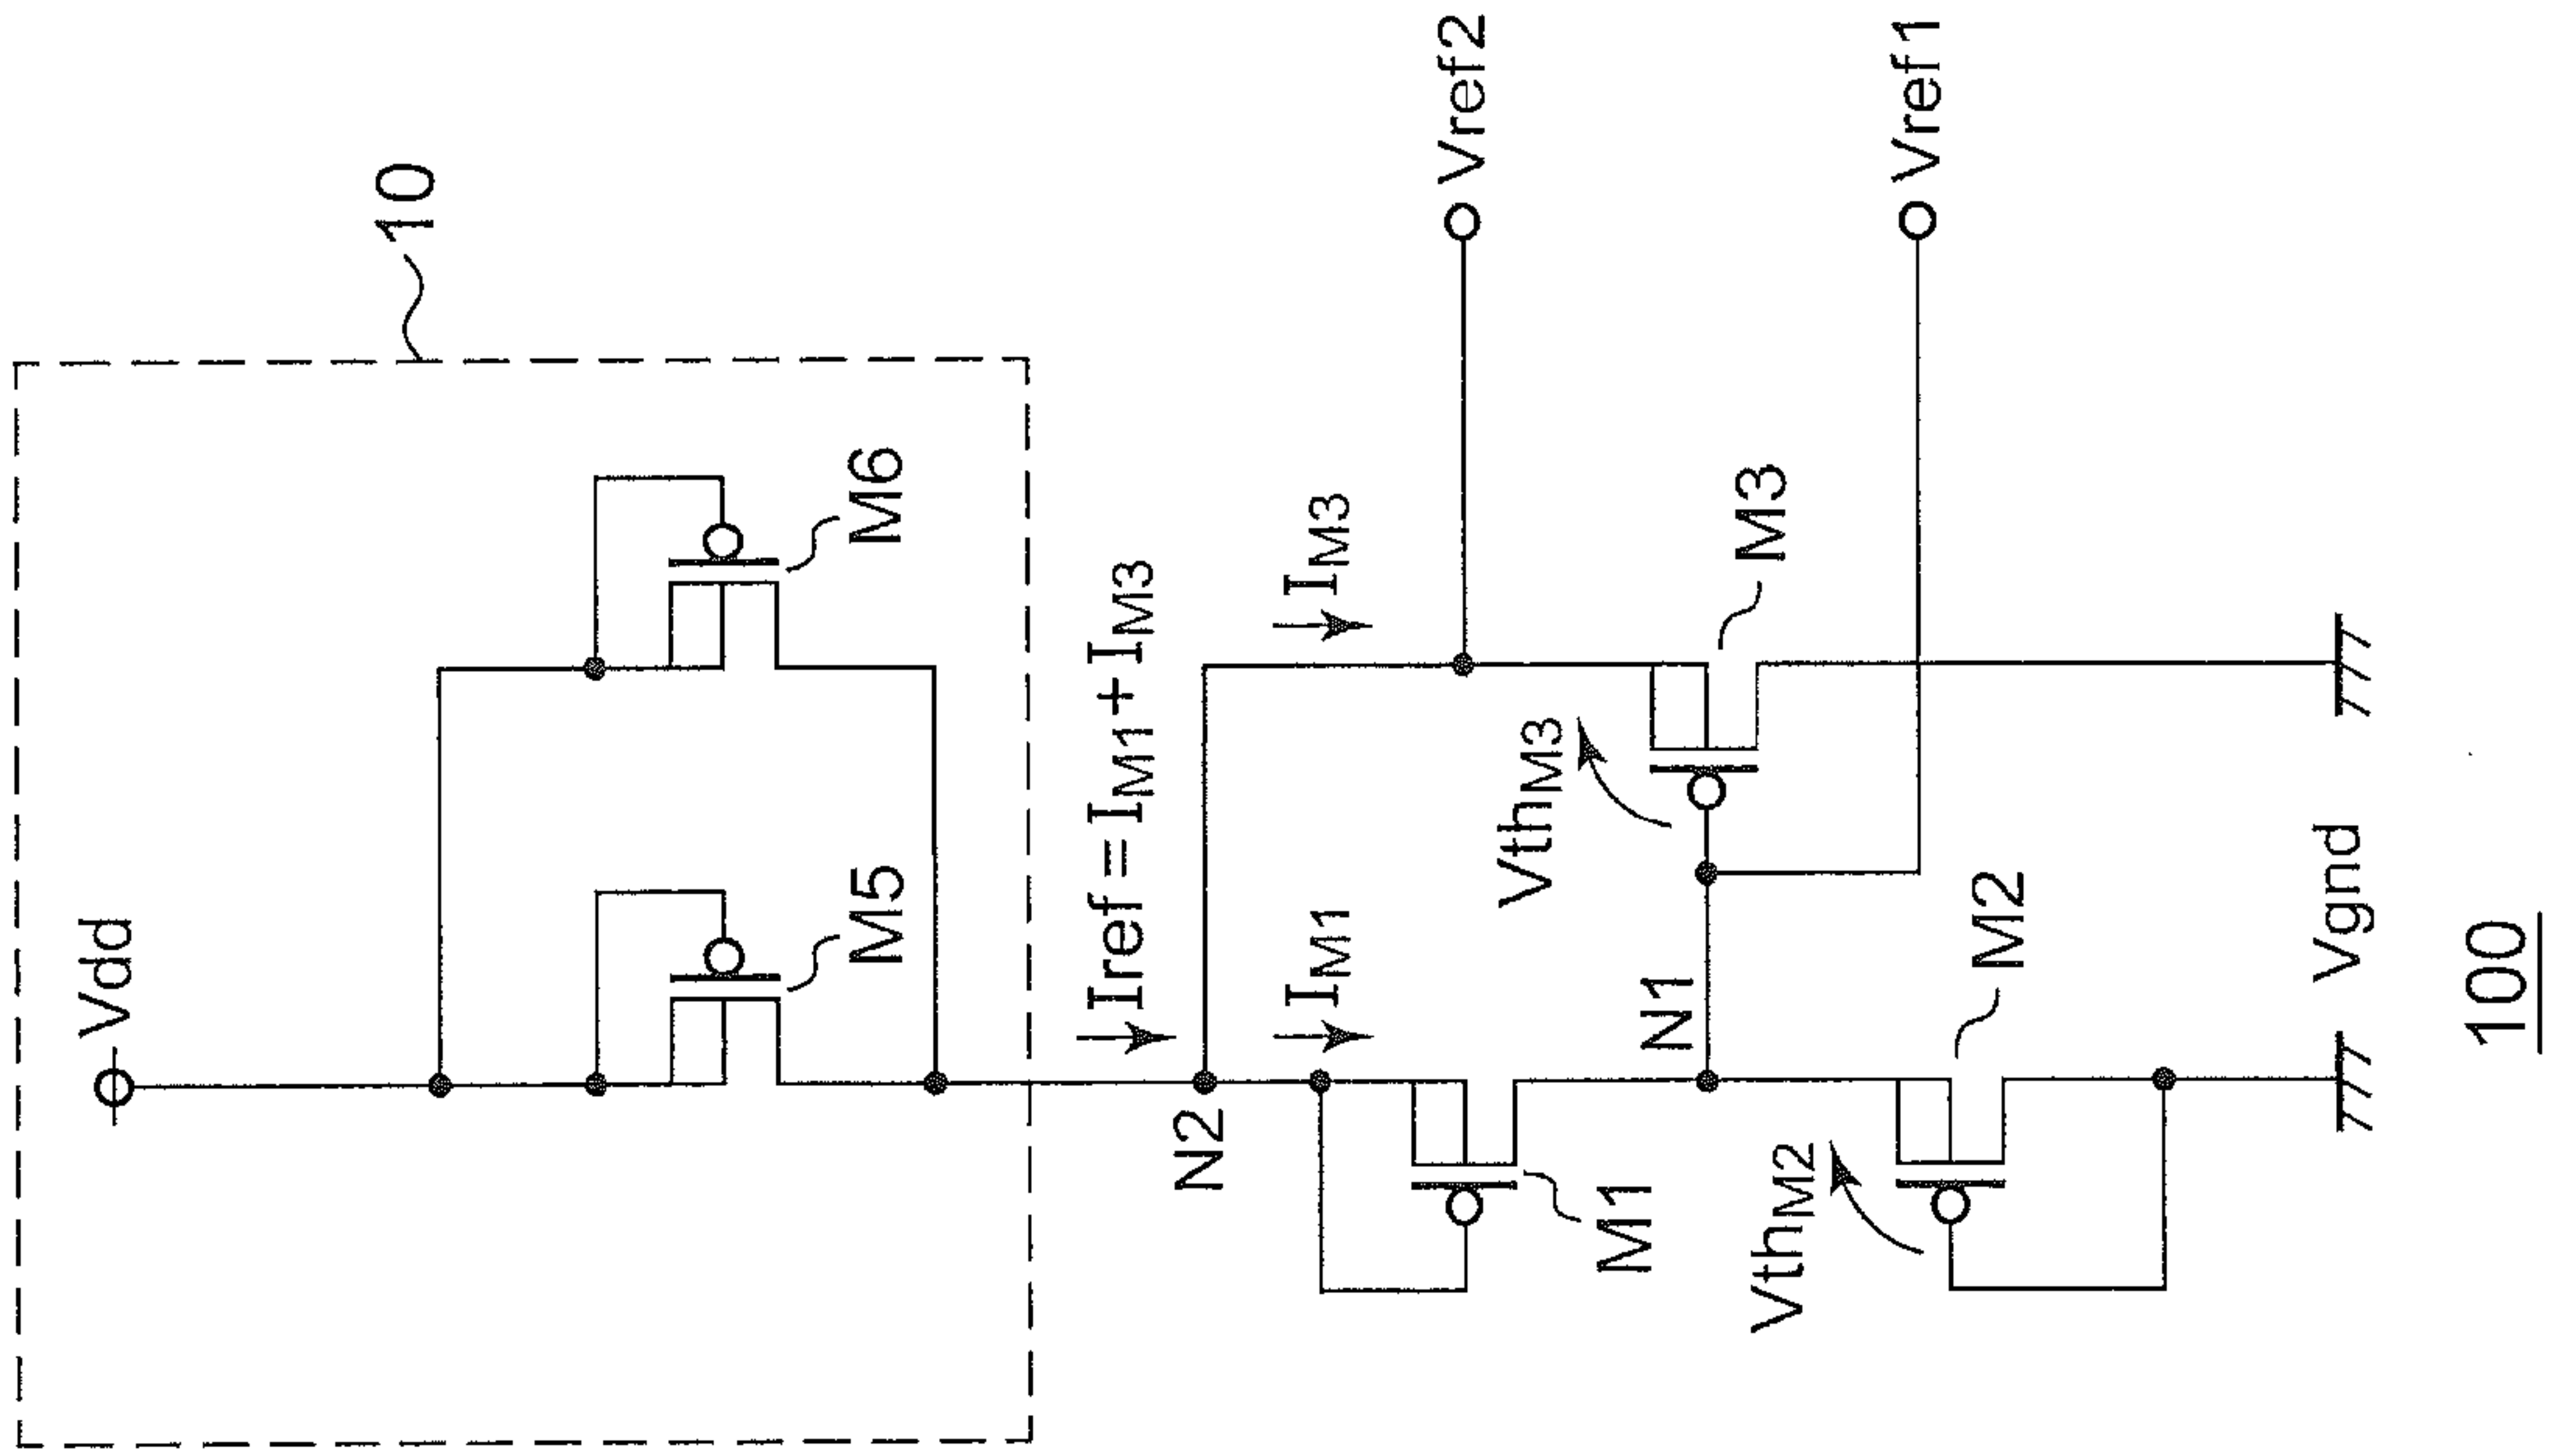 Vdd
10
M5
M6
Iref = IM1 + IM3
N2
IM1
IM3
Vref2
M1
N1
VthM3
M3
Vref1
VthM2
M2
Vgnd
100